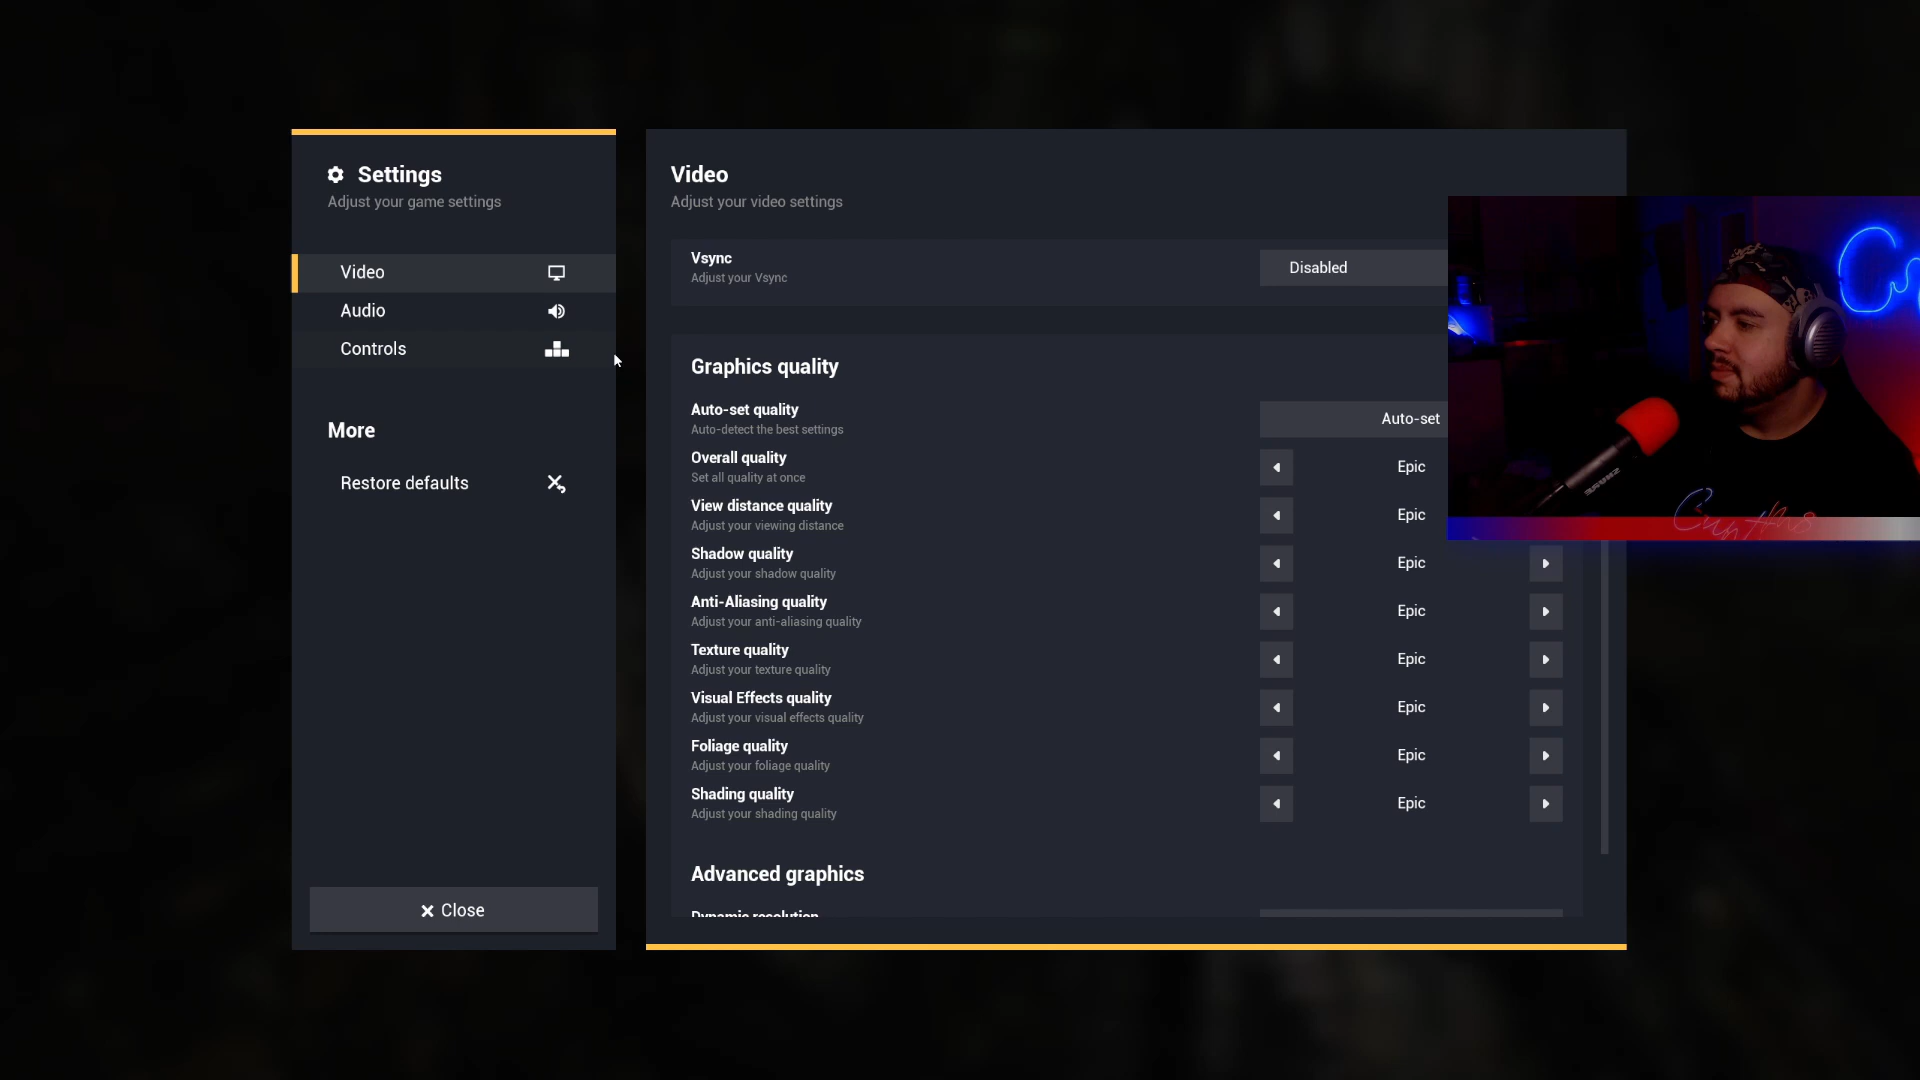 Settings
Adjust your game settings
Video
Audio
Controls
More
Restore defaults
Close
Video
Adjust your video settings
Vsync
Adjust your Vsync
Disabled
Graphics quality
Auto-set quality
Auto-detect the best settings
Auto-set
Overall quality
Set all quality at once
Epic
View distance quality
Adjust your viewing distance
Epic
Shadow quality
Adjust your shadow quality
Epic
Anti-Aliasing quality
Adjust your anti-aliasing quality
Epic
Texture quality
Adjust your texture quality
Epic
Visual Effects quality
Adjust your visual effects quality
Epic
Foliage quality
Adjust your foliage quality
Epic
Shading quality
Adjust your shading quality
Epic
Advanced graphics
Dynamic resolution